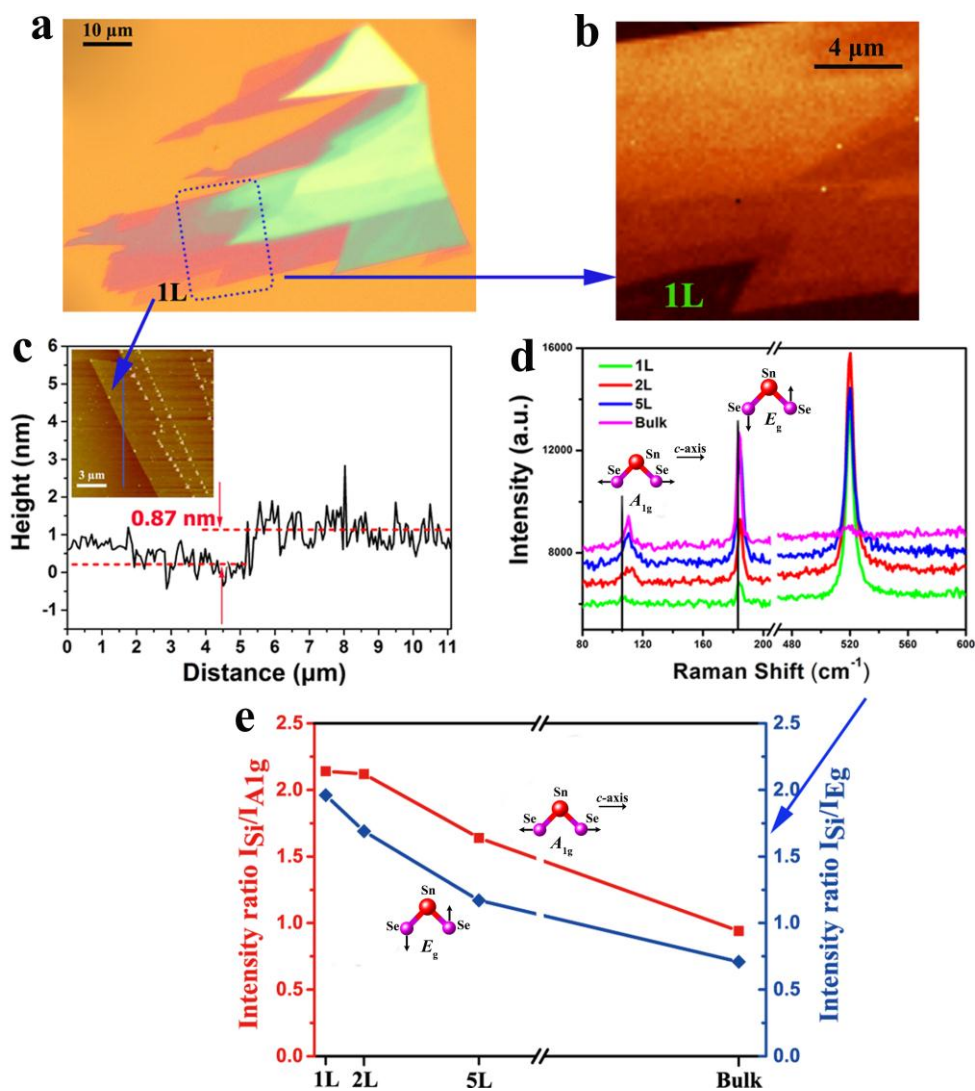 a
10 µm
1L
b
4 µm
1L
c
Height (nm)
6
5
4
3
2
1
0
-1
3 µm
0.87 nm
0 1 2 3 4 5 6 7 8 9 10 11
Distance (µm)
d
Intensity (a.u.)
16000
12000
8000
1L
2L
5L
Bulk
Sn
Se Se
Eg
c-axis
Sn
Se Se
A1g
80 120 160 200 480 520 560 600
Raman Shift (cm-1)
e
Intensity ratio ISi/IA1g
2.5
2.0
1.5
1.0
0.5
0.0
Sn
c-axis
Se Se
A1g
Sn
Se Se
Eg
2.5
2.0
1.5
1.0
0.5
0.0
Intensity ratio ISi/IEg
1L 2L 5L Bulk